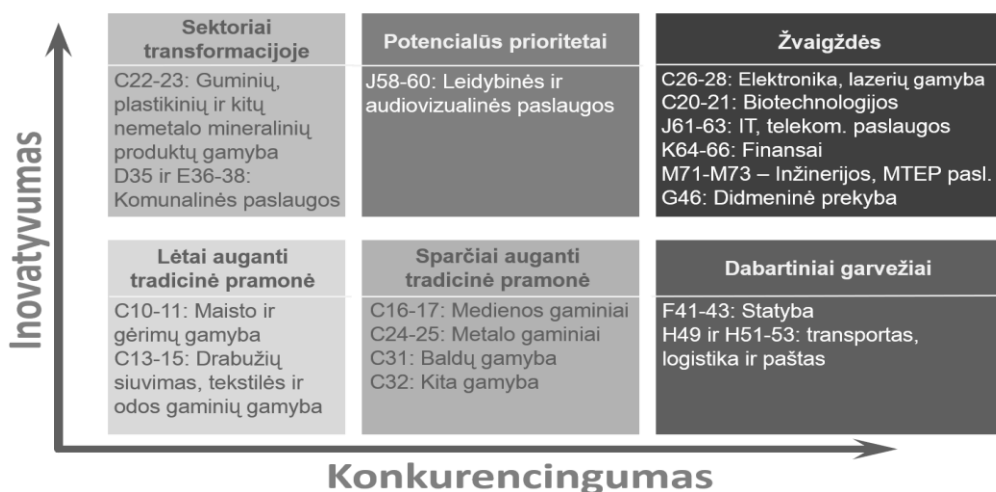 Inovatyvumas
Sektoriai
transformacijoje
C22-23: Guminių,
plastikinių ir kitų
nemetalo mineralinių
produktų gamyba
D35 ir E36-38:
Komunalinės paslaugos
Potencialūs prioritetai
J58-60: Leidybinės ir
audiovizualinės paslaugos
Žvaigždės
C26-28: Elektronika, lazerių gamyba
C20-21: Biotechnologijos
J61-63: IT, telekom. paslaugos
K64-66: Finansai
M71-M73 – Inžinerijos, MTEP pasl.
G46: Didmeninė prekyba
Lėtai auganti
tradicinė pramonė
C10-11: Maisto ir
gėrimų gamyba
C13-15: Drabužių
siuvimas, tekstilės ir
odos gaminių gamyba
Sparčiai auganti
tradicinė pramonė
C16-17: Medienos gaminiai
C24-25: Metalo gaminiai
C31: Baldų gamyba
C32: Kita gamyba
Dabartiniai garvežiai
F41-43: Statyba
H49 ir H51-53: transportas,
logistika ir paštas
Konkurencingumas